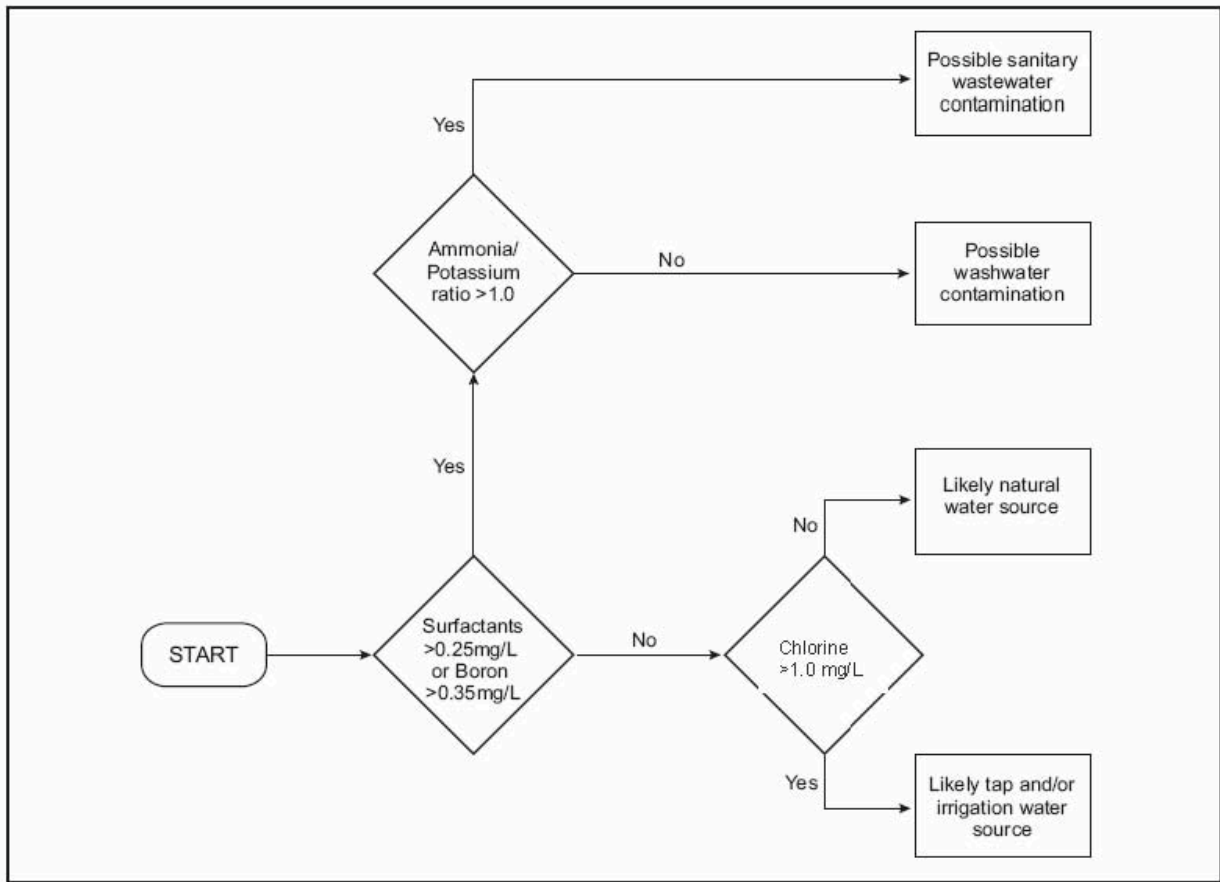 Possible sanitary
wastewater
contamination
Yes
Ammonia/
Potassium
ratio >1.0
No
Possible
washwater
contamination
Yes
Likely natural
water source
No
START
Surfactants
>0.25mg/L
or Boron
>0.35mg/L
No
Chlorine
>1.0 mg/L
Yes
Likely tap and/or
irrigation water
source